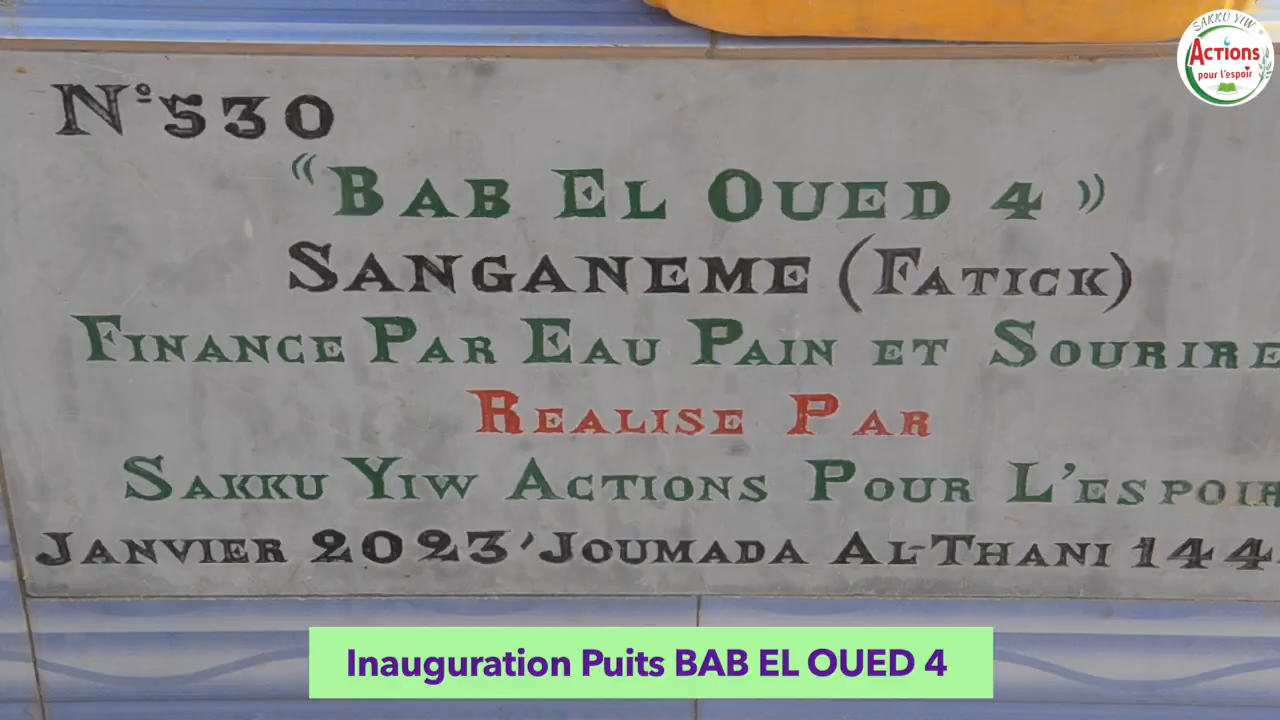 SAKKU YIW
ACTIONS
pour l'espoir
N° 530
"BAB EL OUED 4"
SANGANEME (FATICK)
FINANCE PAR EAU PAIN ET SOURIRE
REALISE PAR
SAKKU YIW ACTIONS POUR L'ESPOIR
JANVIER 2023'JOUMADA AL-THANI 144
Inauguration Puits BAB EL OUED 4